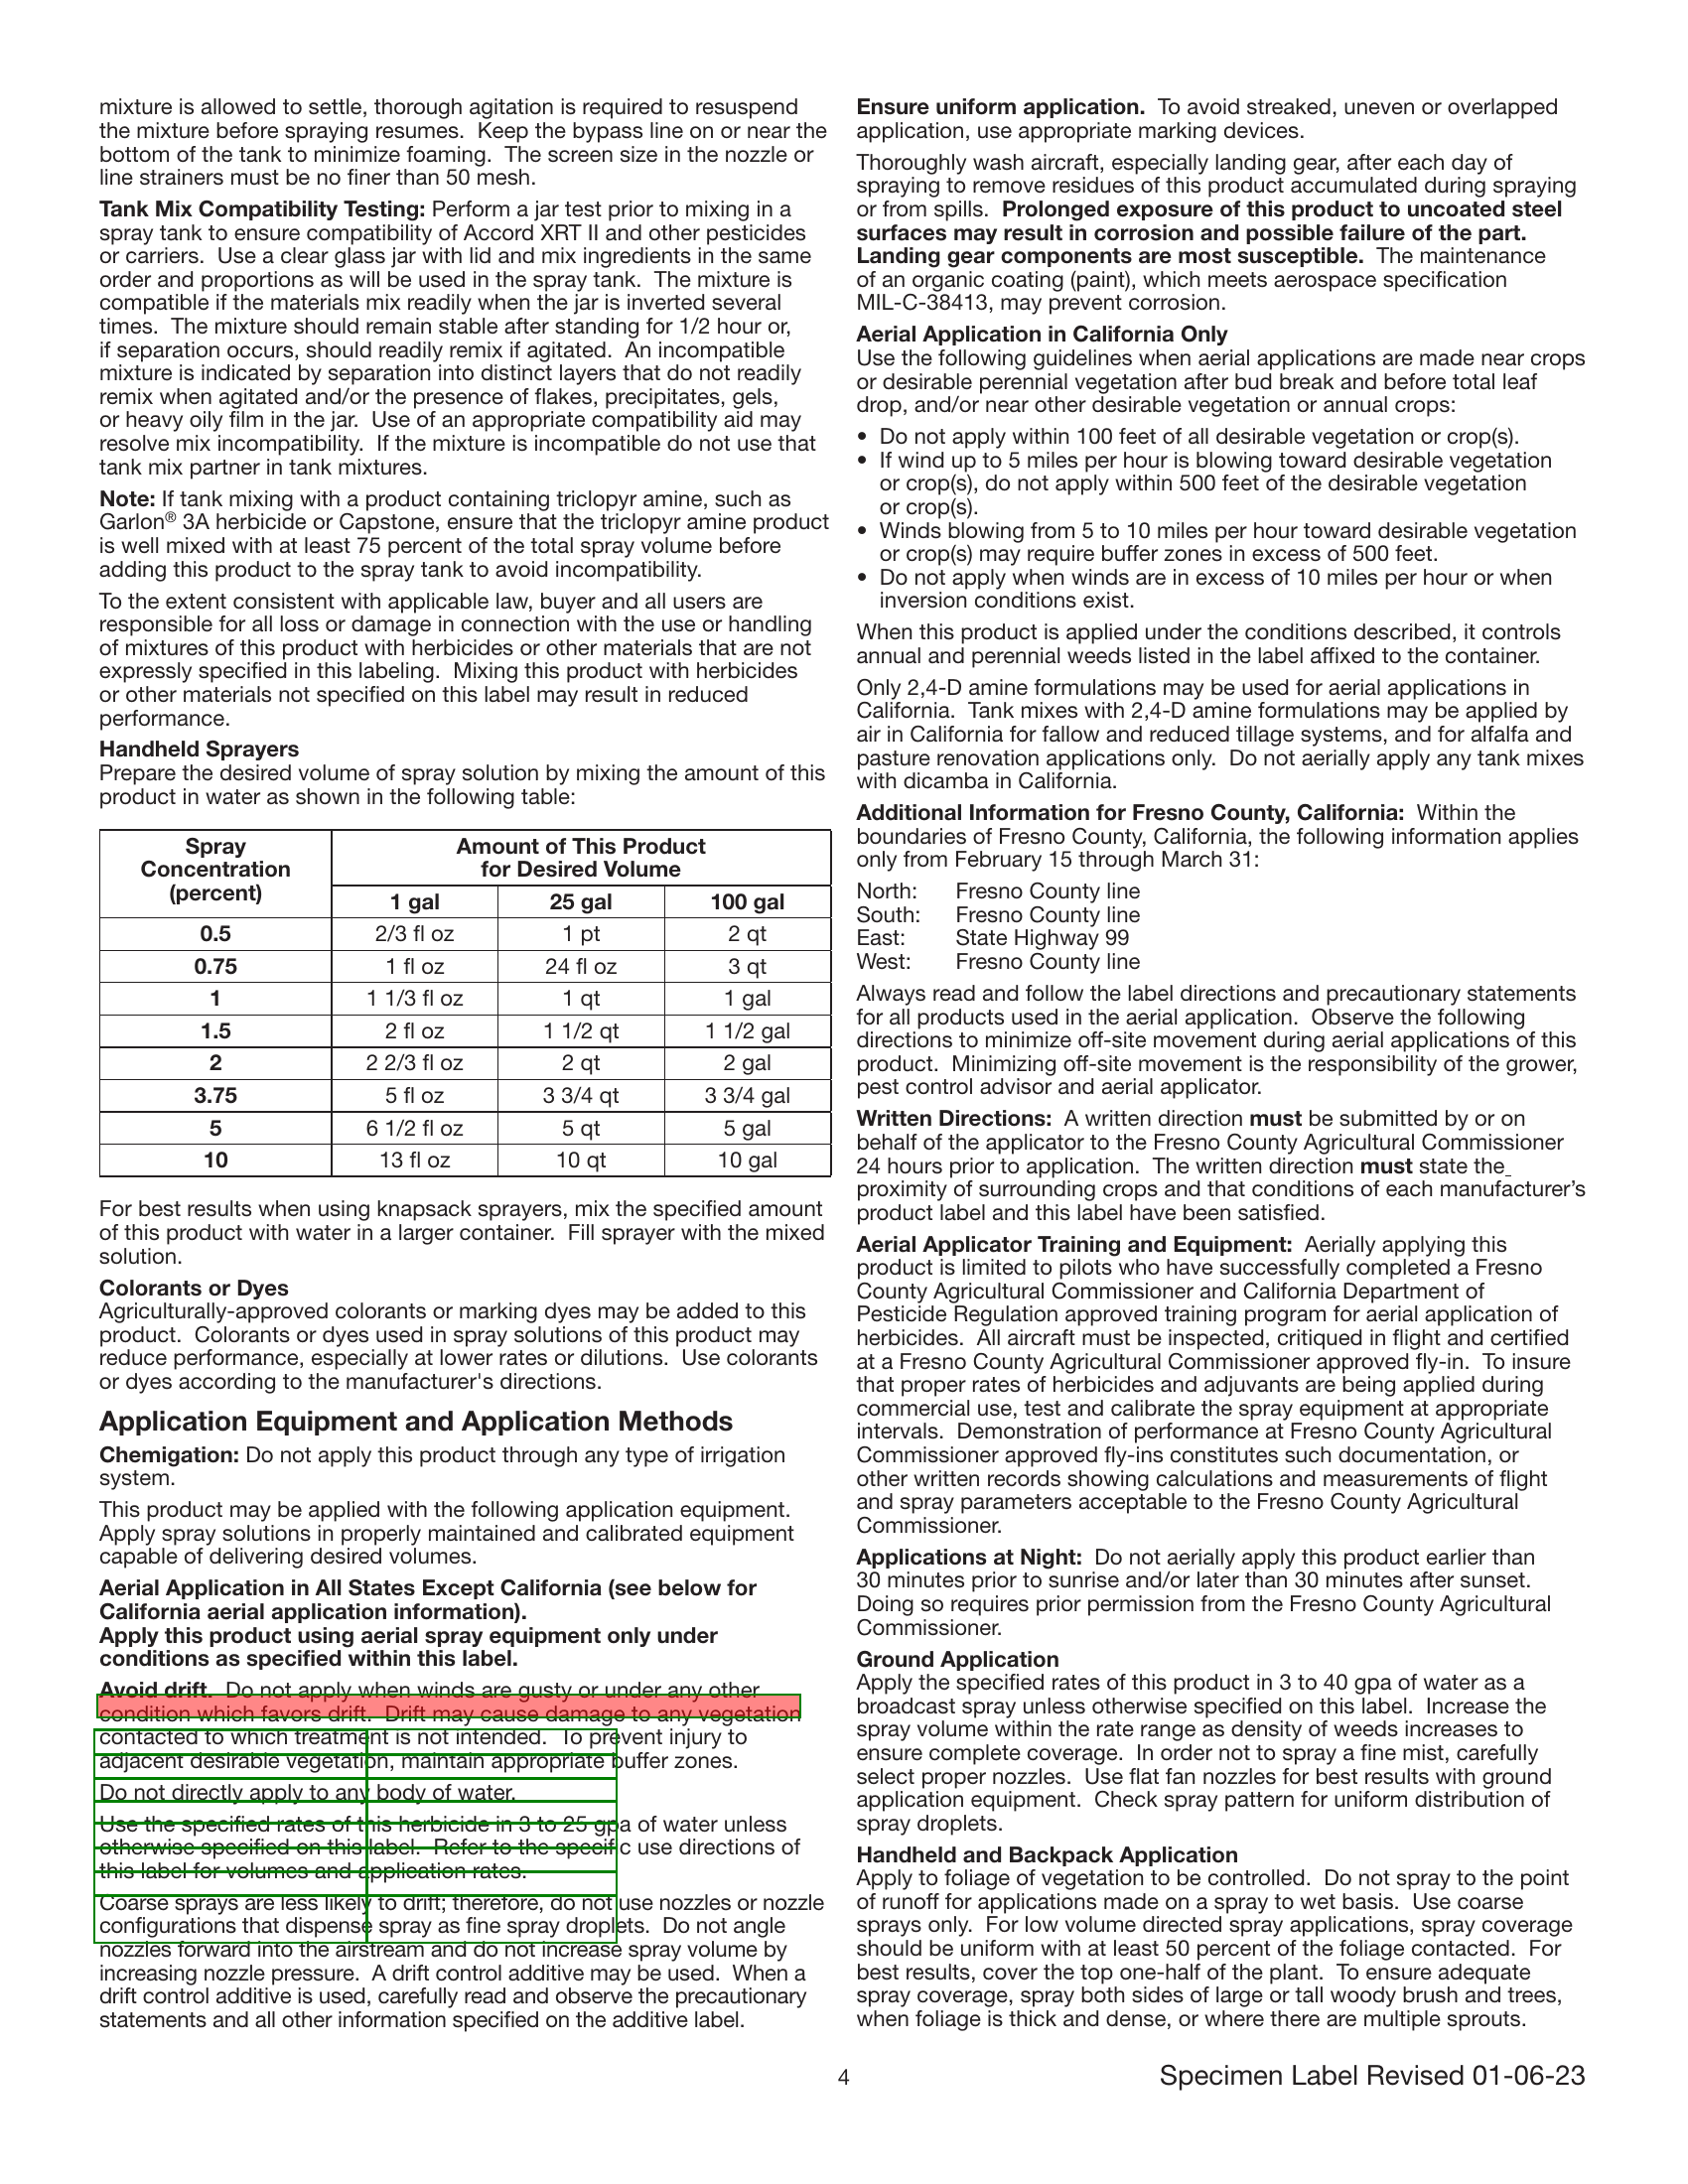 mixture is allowed to settle, thorough agitation is required to resuspend
the mixture before spraying resumes.  Keep the bypass line on or near the
bottom of the tank to minimize foaming.  The screen size in the nozzle or
line strainers must be no finer than 50 mesh.
Tank Mix Compatibility Testing: Perform a jar test prior to mixing in a
spray tank to ensure compatibility of Accord XRT II and other pesticides
or carriers.  Use a clear glass jar with lid and mix ingredients in the same
order and proportions as will be used in the spray tank.  The mixture is
compatible if the materials mix readily when the jar is inverted several
times.  The mixture should remain stable after standing for 1/2 hour or,
if separation occurs, should readily remix if agitated.  An incompatible
mixture is indicated by separation into distinct layers that do not readily
remix when agitated and/or the presence of flakes, precipitates, gels,
or heavy oily film in the jar.  Use of an appropriate compatibility aid may
resolve mix incompatibility.  If the mixture is incompatible do not use that
tank mix partner in tank mixtures.
Note: If tank mixing with a product containing triclopyr amine, such as
Garlon® 3A herbicide or Capstone, ensure that the triclopyr amine product
is well mixed with at least 75 percent of the total spray volume before
adding this product to the spray tank to avoid incompatibility.
To the extent consistent with applicable law, buyer and all users are
responsible for all loss or damage in connection with the use or handling
of mixtures of this product with herbicides or other materials that are not
expressly specified in this labeling.  Mixing this product with herbicides
or other materials not specified on this label may result in reduced
performance.
Handheld Sprayers
Prepare the desired volume of spray solution by mixing the amount of this
product in water as shown in the following table:
Spray Concentration (percent) Amount of This Product for Desired Volume
1 gal 25 gal 100 gal
0.5 2/3 fl oz 1 pt 2 qt
0.75 1 fl oz 24 fl oz 3 qt
1 1 1/3 fl oz 1 qt 1 gal
1.5 2 fl oz 1 1/2 qt 1 1/2 gal
2 2 2/3 fl oz 2 qt 2 gal
3.75 5 fl oz 3 3/4 qt 3 3/4 gal
5 6 1/2 fl oz 5 qt 5 gal
10 13 fl oz 10 qt 10 gal
For best results when using knapsack sprayers, mix the specified amount
of this product with water in a larger container.  Fill sprayer with the mixed
solution.
Colorants or Dyes
Agriculturally-approved colorants or marking dyes may be added to this
product.  Colorants or dyes used in spray solutions of this product may
reduce performance, especially at lower rates or dilutions.  Use colorants
or dyes according to the manufacturer's directions.
Application Equipment and Application Methods
Chemigation: Do not apply this product through any type of irrigation
system.
This product may be applied with the following application equipment.
Apply spray solutions in properly maintained and calibrated equipment
capable of delivering desired volumes.
Aerial Application in All States Except California (see below for
California aerial application information).
Apply this product using aerial spray equipment only under
conditions as specified within this label.
Avoid drift.  Do not apply when winds are gusty or under any other
condition which favors drift.  Drift may cause damage to any vegetation
contacted to which treatment is not intended.  To prevent injury to
adjacent desirable vegetation, maintain appropriate buffer zones.
Do not directly apply to any body of water.
Use the specified rates of this herbicide in 3 to 25 gpa of water unless
otherwise specified on this label.  Refer to the specific use directions of
this label for volumes and application rates.
Coarse sprays are less likely to drift; therefore, do not use nozzles or nozzle
configurations that dispense spray as fine spray droplets.  Do not angle
nozzles forward into the airstream and do not increase spray volume by
increasing nozzle pressure.  A drift control additive may be used.  When a
drift control additive is used, carefully read and observe the precautionary
statements and all other information specified on the additive label.
Ensure uniform application.  To avoid streaked, uneven or overlapped
application, use appropriate marking devices.
Thoroughly wash aircraft, especially landing gear, after each day of
spraying to remove residues of this product accumulated during spraying
or from spills.  Prolonged exposure of this product to uncoated steel
surfaces may result in corrosion and possible failure of the part.
Landing gear components are most susceptible.  The maintenance
of an organic coating (paint), which meets aerospace specification
MIL-C-38413, may prevent corrosion.
Aerial Application in California Only
Use the following guidelines when aerial applications are made near crops
or desirable perennial vegetation after bud break and before total leaf
drop, and/or near other desirable vegetation or annual crops:
• Do not apply within 100 feet of all desirable vegetation or crop(s).
• If wind up to 5 miles per hour is blowing toward desirable vegetation
or crop(s), do not apply within 500 feet of the desirable vegetation
or crop(s).
• Winds blowing from 5 to 10 miles per hour toward desirable vegetation
or crop(s) may require buffer zones in excess of 500 feet.
• Do not apply when winds are in excess of 10 miles per hour or when
inversion conditions exist.
When this product is applied under the conditions described, it controls
annual and perennial weeds listed in the label affixed to the container.
Only 2,4-D amine formulations may be used for aerial applications in
California.  Tank mixes with 2,4-D amine formulations may be applied by
air in California for fallow and reduced tillage systems, and for alfalfa and
pasture renovation applications only.  Do not aerially apply any tank mixes
with dicamba in California.
Additional Information for Fresno County, California:  Within the
boundaries of Fresno County, California, the following information applies
only from February 15 through March 31:
North: Fresno County line
South: Fresno County line
East: State Highway 99
West: Fresno County line
Always read and follow the label directions and precautionary statements
for all products used in the aerial application.  Observe the following
directions to minimize off-site movement during aerial applications of this
product.  Minimizing off-site movement is the responsibility of the grower,
pest control advisor and aerial applicator.
Written Directions:  A written direction must be submitted by or on
behalf of the applicator to the Fresno County Agricultural Commissioner
24 hours prior to application.  The written direction must state the
proximity of surrounding crops and that conditions of each manufacturer’s
product label and this label have been satisfied.
Aerial Applicator Training and Equipment:  Aerially applying this
product is limited to pilots who have successfully completed a Fresno
County Agricultural Commissioner and California Department of
Pesticide Regulation approved training program for aerial application of
herbicides.  All aircraft must be inspected, critiqued in flight and certified
at a Fresno County Agricultural Commissioner approved fly-in.  To insure
that proper rates of herbicides and adjuvants are being applied during
commercial use, test and calibrate the spray equipment at appropriate
intervals.  Demonstration of performance at Fresno County Agricultural
Commissioner approved fly-ins constitutes such documentation, or
other written records showing calculations and measurements of flight
and spray parameters acceptable to the Fresno County Agricultural
Commissioner.
Applications at Night:  Do not aerially apply this product earlier than
30 minutes prior to sunrise and/or later than 30 minutes after sunset.
Doing so requires prior permission from the Fresno County Agricultural
Commissioner.
Ground Application
Apply the specified rates of this product in 3 to 40 gpa of water as a
broadcast spray unless otherwise specified on this label.  Increase the
spray volume within the rate range as density of weeds increases to
ensure complete coverage.  In order not to spray a fine mist, carefully
select proper nozzles.  Use flat fan nozzles for best results with ground
application equipment.  Check spray pattern for uniform distribution of
spray droplets.
Handheld and Backpack Application
Apply to foliage of vegetation to be controlled.  Do not spray to the point
of runoff for applications made on a spray to wet basis.  Use coarse
sprays only.  For low volume directed spray applications, spray coverage
should be uniform with at least 50 percent of the foliage contacted.  For
best results, cover the top one-half of the plant.  To ensure adequate
spray coverage, spray both sides of large or tall woody brush and trees,
when foliage is thick and dense, or where there are multiple sprouts.
4
Specimen Label Revised 01-06-23